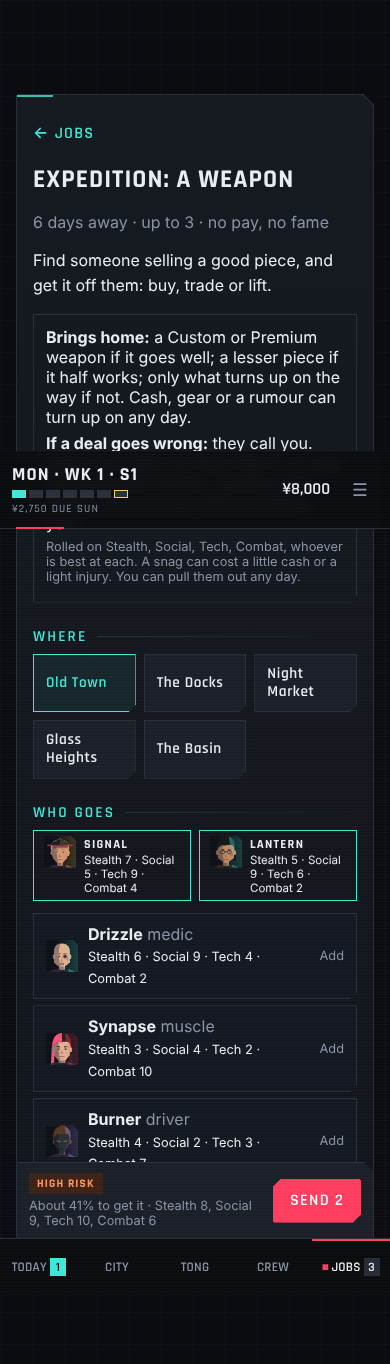 ← JOBS
EXPEDITION: A WEAPON
6 days away · up to 3 · no pay, no fame
Find someone selling a good piece, and
get it off them: buy, trade or lift.
Brings home: a Custom or Premium
weapon if it goes well; a lesser piece if
it half works; only what turns up on the
way if not. Cash, gear or a rumour can
turn up on any day.
If a deal goes wrong: they call you.
MON · WK 1 · S1
¥8,000 ☰
¥2,750 DUE SUN
Rolled on Stealth, Social, Tech, Combat, whoever
is best at each. A snag can cost a little cash or a
light injury. You can pull them out any day.
WHERE
Old Town
The Docks
Night
Market
Glass
Heights
The Basin
WHO GOES
SIGNAL
Stealth 7 · Social
5 · Tech 9 ·
Combat 4
LANTERN
Stealth 5 · Social
9 · Tech 6 ·
Combat 2
Drizzle medic
Stealth 6 · Social 9 · Tech 4 ·
Combat 2
Add
Synapse muscle
Stealth 3 · Social 4 · Tech 2 ·
Combat 10
Add
Burner driver
Stealth 4 · Social 2 · Tech 3 ·
Add
HIGH RISK
About 41% to get it · Stealth 8, Social
9, Tech 10, Combat 6
SEND 2
TODAY 1
CITY
TONG
CREW
JOBS 3